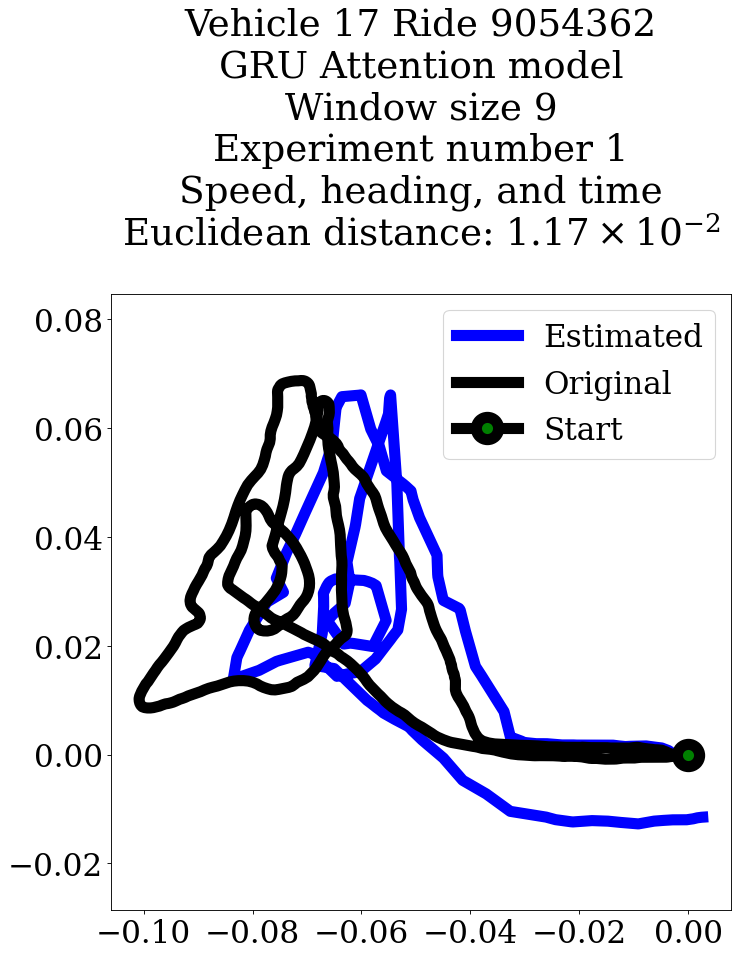 Vehicle 17 Ride 9054362
GRU Attention model
Window size 9
Experiment number 1
Speed, heading, and time
Euclidean distance: 1.17 × 10⁻²
0.08
0.06
0.04
0.02
0.00
−0.02
−0.10 −0.08 −0.06 −0.04 −0.02 0.00
Estimated
Original
Start